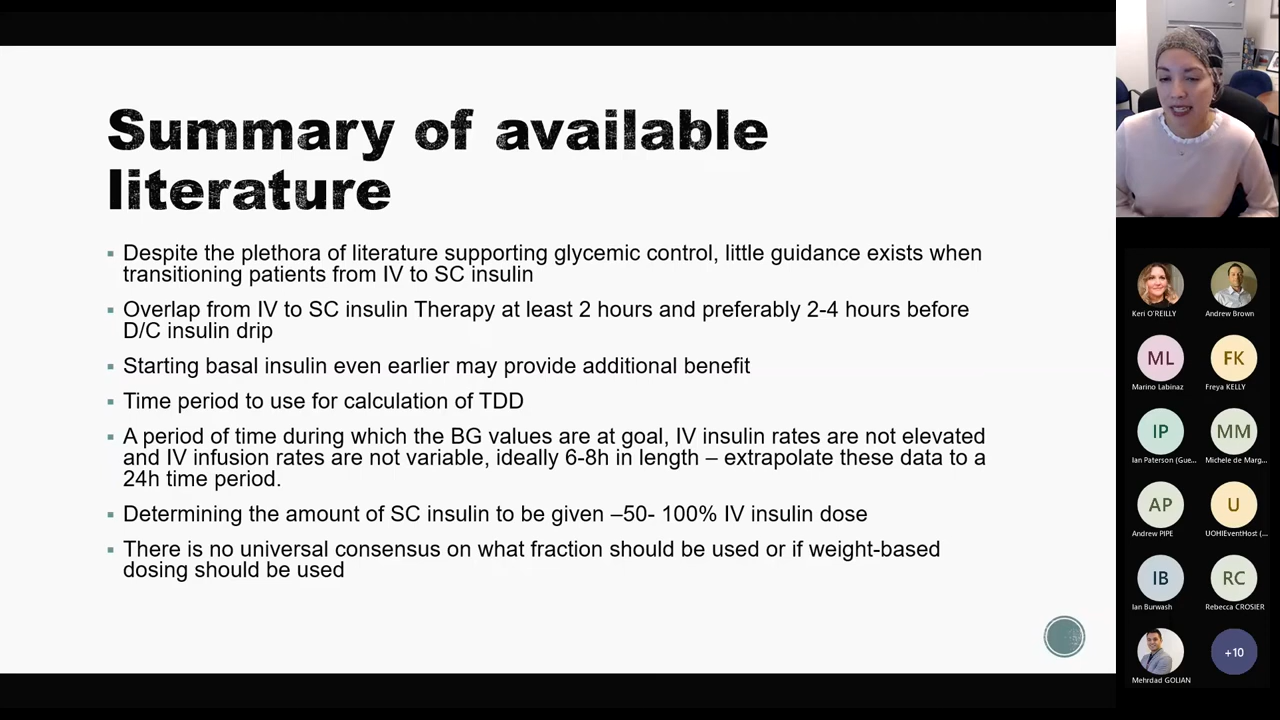 Summary of available
literature
Despite the plethora of literature supporting glycemic control, little guidance exists when
transitioning patients from IV to SC insulin
Overlap from IV to SC insulin Therapy at least 2 hours and preferably 2-4 hours before
D/C insulin drip
Starting basal insulin even earlier may provide additional benefit
Time period to use for calculation of TDD
A period of time during which the BG values are at goal, IV insulin rates are not elevated
and IV infusion rates are not variable, ideally 6-8h in length – extrapolate these data to a
24h time period.
Determining the amount of SC insulin to be given –50- 100% IV insulin dose
There is no universal consensus on what fraction should be used or if weight-based
dosing should be used
Keri O'REILLY
Andrew Brown
ML
FK
Marino Labinaz
Freya KELLY
IP
MM
Ian Paterson (Gue...
Michele de Marg...
AP
U
Andrew PIPE
UOHIEventHost (...
IB
RC
Ian Burwash
Rebecca CROSIER
+10
Mehrdad GOLIAN